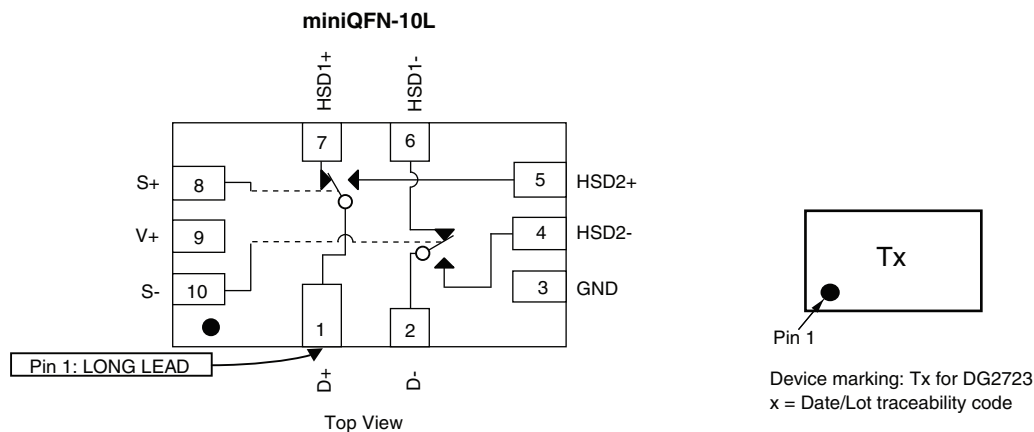 miniQFN-10L
HSD1+
HSD1-
7
6
S+
8
5
HSD2+
V+
9
4
HSD2-
S-
10
3
GND
1
2
Pin 1: LONG LEAD
D+
D-
Top View
Tx
Pin 1
Device marking: Tx for DG2723
x = Date/Lot traceability code